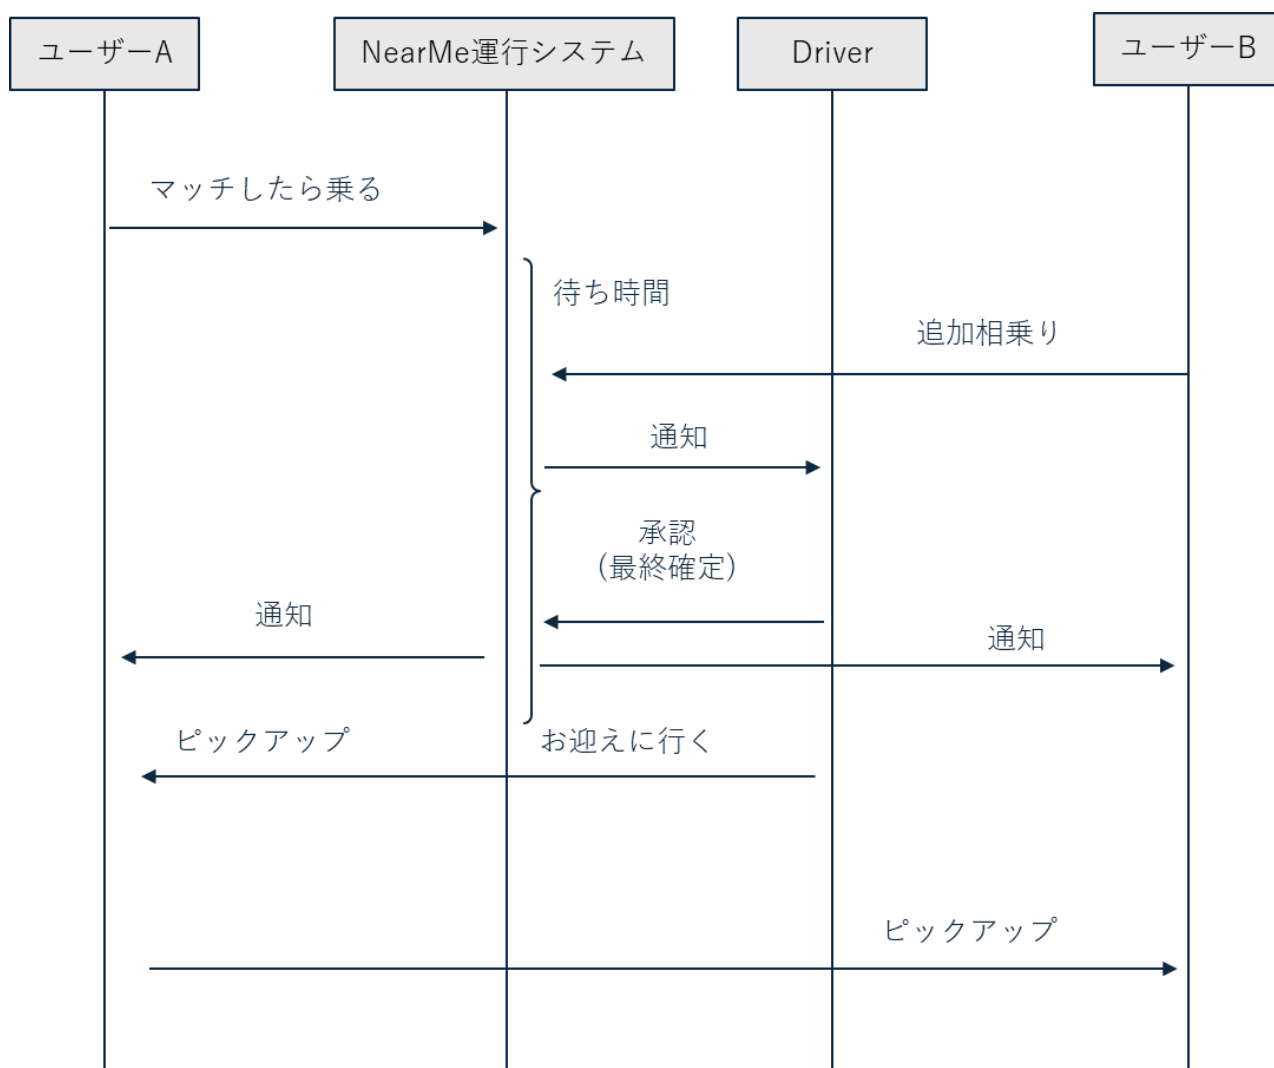 ユーザーA
NearMe運行システム
Driver
ユーザーB
マッチしたら乗る
待ち時間
追加相乗り
通知
承認
(最終確定)
通知
通知
ピックアップ
お迎えに行く
ピックアップ